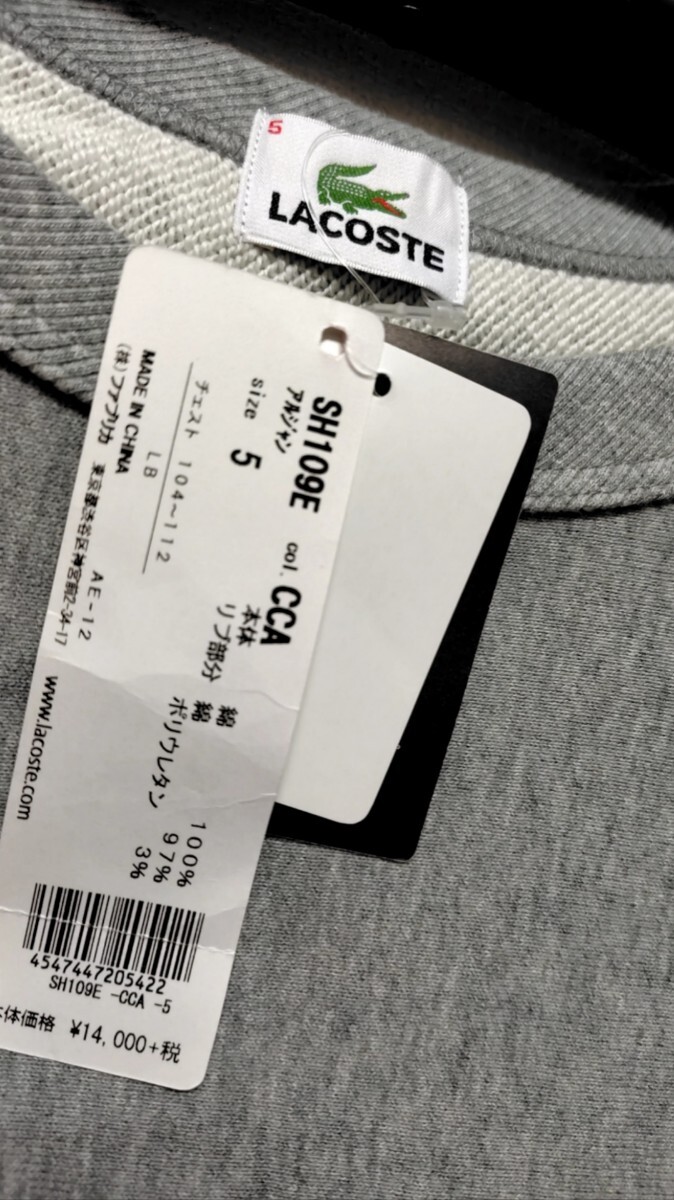 5
LACOSTE
SH109E col. CCA
アルジャン
size 5
本体 綿 100%
リブ部分 綿 97%
ポリウレタン 3%
チェスト 104~112
LB
MADE IN CHINA AE-12
(株)ファブリカ 東京都渋谷区神宮前2-34-17
www.lacoste.com
4547447205422
SH109E -CCA -5
体価格 ¥14,000+税